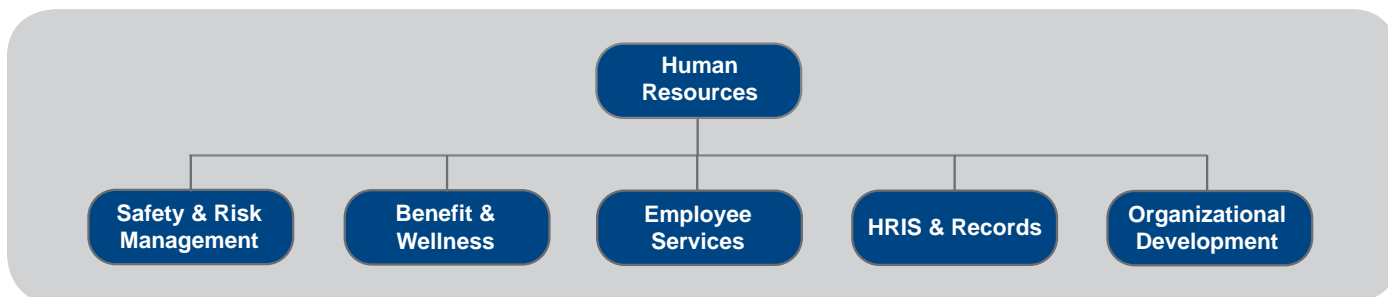 Human
Resources
Safety & Risk
Management
Benefit &
Wellness
Employee
Services
HRIS & Records
Organizational
Development